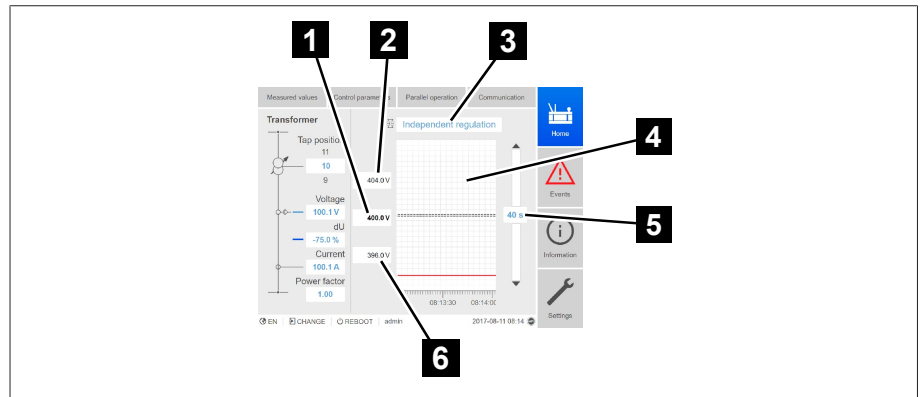 1 2 3
Measured values Control parameters Parallel operation Communication
Transformer
Independent regulation
Home
Tap position
11
10
9
404.0 V
4
Events
Voltage
100.1 V
400.0 V
40 s
5
dU
-75.0 %
Current
396.0 V
Information
100.1 A
Power factor
1.00
08:13:30 08:14:00
Settings
EN CHANGE REBOOT admin 2017-08-11 08:14
6